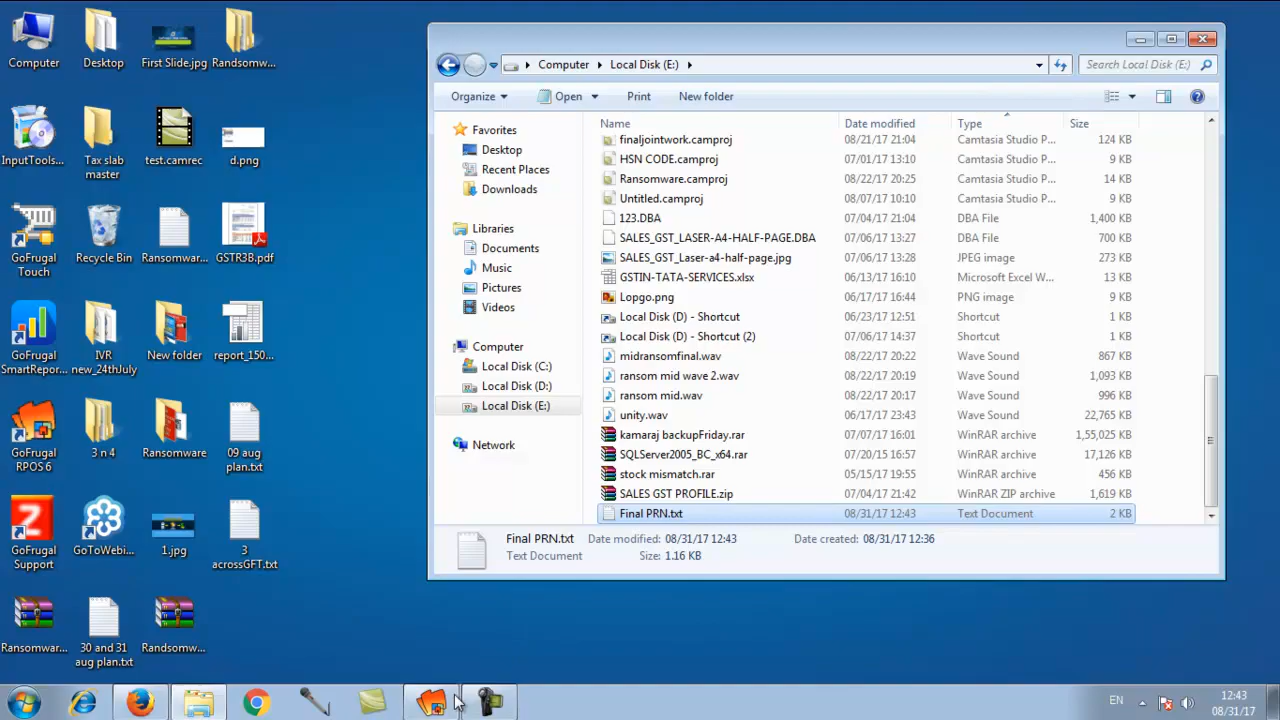 Computer
Desktop
First Slide.jpg
Randsomw...
InputTools...
Tax slab
master
test.camrec
d.png
GoFrugal
Touch
Recycle Bin
Ransomwar...
GSTR3B.pdf
GoFrugal
SmartRepor...
IVR
new_24thJuly
New folder
report_150...
GoFrugal
RPOS 6
3 n 4
Ransomware
09 aug
plan.txt
GoFrugal
Support
GoToWebi...
1.jpg
3
acrossGFT.txt
Ransomwar...
30 and 31
aug plan.txt
Randsomw...
Computer Local Disk (E:)
Search Local Disk (E:)
Organize Open Print New folder
Favorites
Desktop
Recent Places
Downloads
Libraries
Documents
Music
Pictures
Videos
Computer
Local Disk (C:)
Local Disk (D:)
Local Disk (E:)
Network
Name Date modified Type Size
finaljointwork.camproj 08/21/17 21:04 Camtasia Studio P... 124 KB
HSN CODE.camproj 07/01/17 13:10 Camtasia Studio P... 9 KB
Ransomware.camproj 08/22/17 20:25 Camtasia Studio P... 14 KB
Untitled.camproj 08/07/17 10:10 Camtasia Studio P... 9 KB
123.DBA 07/04/17 21:04 DBA File 1,400 KB
SALES_GST_LASER-A4-HALF-PAGE.DBA 07/06/17 13:27 DBA File 700 KB
SALES_GST_Laser-a4-half-page.jpg 07/06/17 13:28 JPEG image 273 KB
GSTIN-TATA-SERVICES.xlsx 06/13/17 16:10 Microsoft Excel W... 13 KB
Lopgo.png 06/17/17 16:44 PNG image 9 KB
Local Disk (D) - Shortcut 06/23/17 12:51 Shortcut 1 KB
Local Disk (D) - Shortcut (2) 07/06/17 14:37 Shortcut 1 KB
midransomfinal.wav 08/22/17 20:22 Wave Sound 867 KB
ransom mid wave 2.wav 08/22/17 20:19 Wave Sound 1,093 KB
ransom mid.wav 08/22/17 20:17 Wave Sound 996 KB
unity.wav 06/17/17 23:43 Wave Sound 22,765 KB
kamaraj backupFriday.rar 07/07/17 16:01 WinRAR archive 1,55,025 KB
SQLServer2005_BC_x64.rar 07/20/15 16:57 WinRAR archive 17,126 KB
stock mismatch.rar 05/15/17 19:55 WinRAR archive 456 KB
SALES GST PROFILE.zip 07/04/17 21:42 WinRAR ZIP archive 1,619 KB
Final PRN.txt 08/31/17 12:43 Text Document 2 KB
Final PRN.txt Date modified: 08/31/17 12:43 Date created: 08/31/17 12:36
Text Document Size: 1.16 KB
EN
12:43
08/31/17